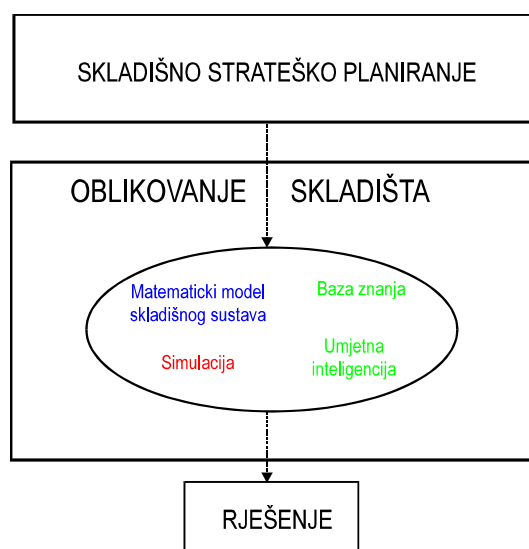 SKLADIŠNO STRATEŠKO PLANIRANJE
OBLIKOVANJE SKLADIŠTA
Matematicki model
skladišnog sustava
Baza znanja
Simulacija
Umjetna
inteligencija
RJEŠENJE